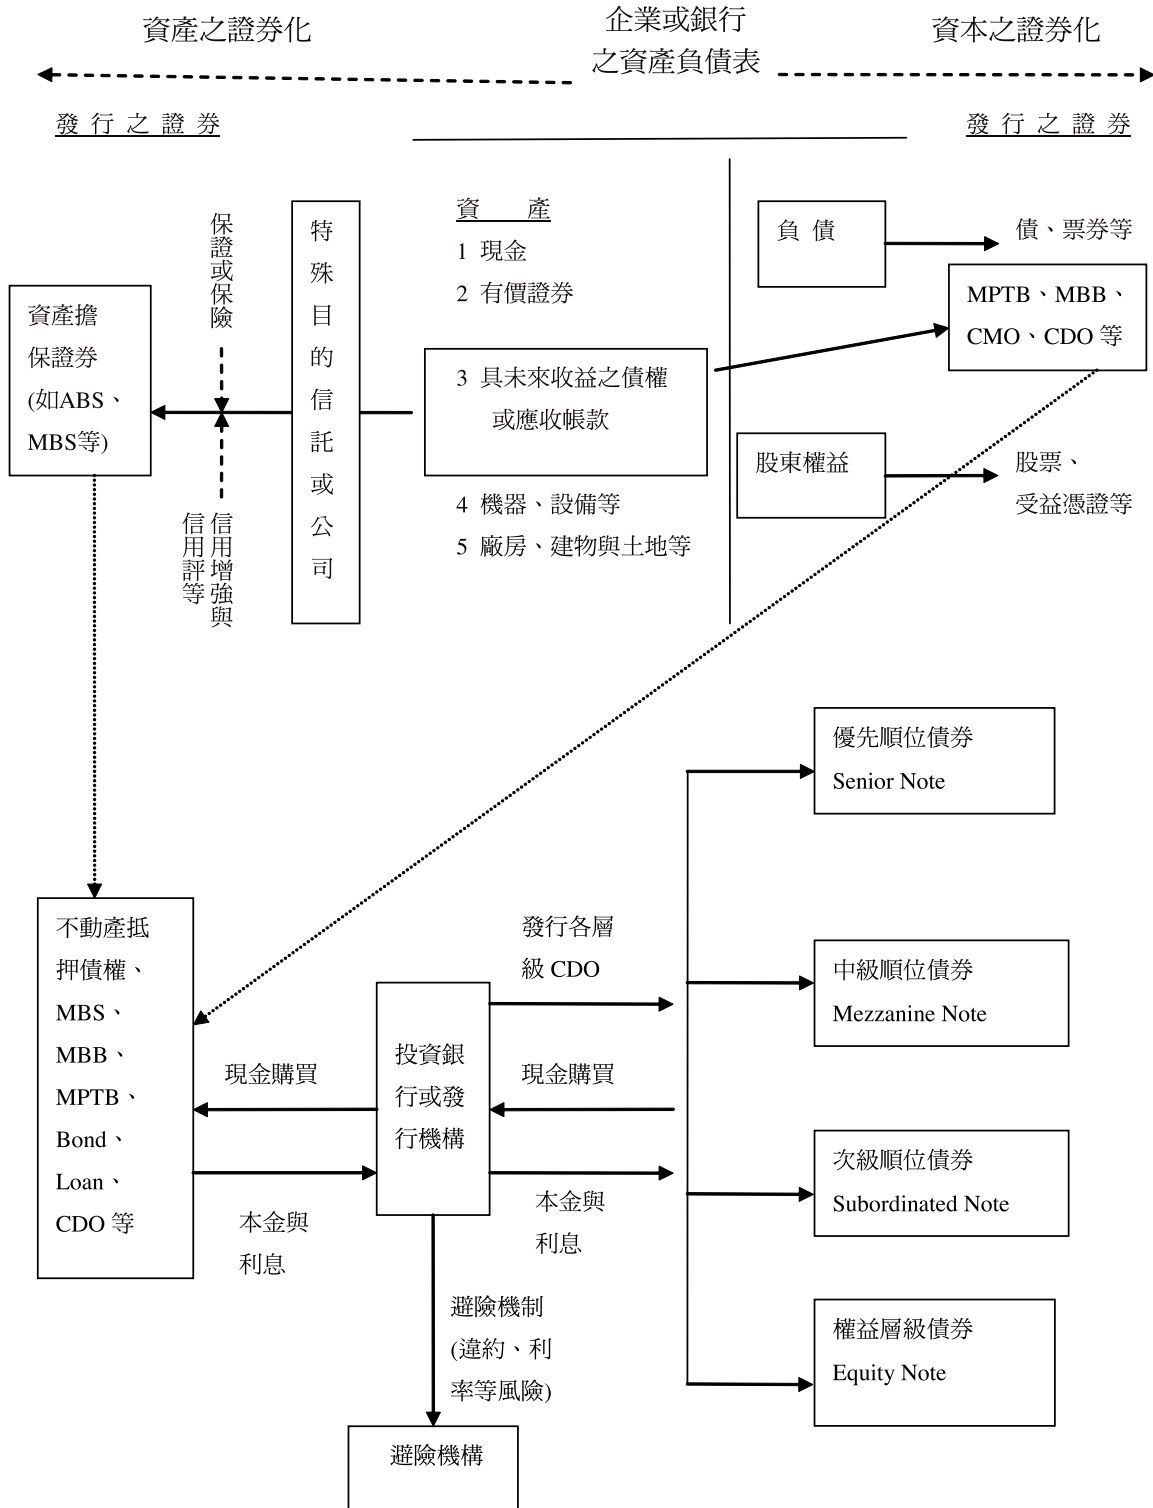 資產之證券化
企業或銀行
之資產負債表
資本之證券化
發行之證券
發行之證券
資產
1 現金
2 有價證券
3 具未來收益之債權
或應收帳款
4 機器、設備等
5 廠房、建物與土地等
特殊目的信託或公司
保證或保險
信用增強與
信用評等
資產擔
保證券
(如ABS、
MBS等)
負債
債、票券等
MPTB、MBB、
CMO、CDO 等
股東權益
股票、
受益憑證等
不動產抵
押債權、
MBS、
MBB、
MPTB、
Bond、
Loan、
CDO 等
現金購買
本金與
利息
投資銀
行或發
行機構
發行各層
級 CDO
現金購買
本金與
利息
避險機制
(違約、利
率等風險)
避險機構
優先順位債券
Senior Note
中級順位債券
Mezzanine Note
次級順位債券
Subordinated Note
權益層級債券
Equity Note